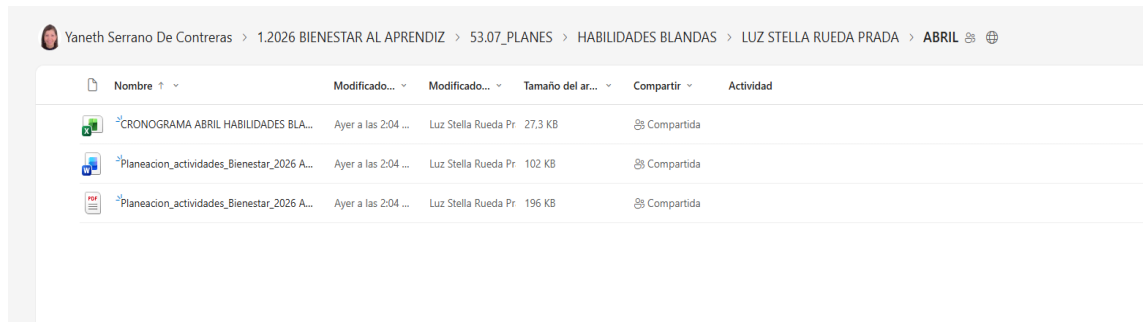 Yaneth Serrano De Contreras > 1.2026 BIENESTAR AL APRENDIZ > 53.07_PLANES > HABILIDADES BLANDAS > LUZ STELLA RUEDA PRADA > ABRIL
Nombre ↑ Modificado... Modificado... Tamaño del ar... Compartir Actividad
CRONOGRAMA ABRIL HABILIDADES BLA... Ayer a las 2:04 ... Luz Stella Rueda Pr 27,3 KB Compartida
Planeacion_actividades_Bienestar_2026 A... Ayer a las 2:04 ... Luz Stella Rueda Pr 102 KB Compartida
PDF Planeacion_actividades_Bienestar_2026 A... Ayer a las 2:04 ... Luz Stella Rueda Pr 196 KB Compartida